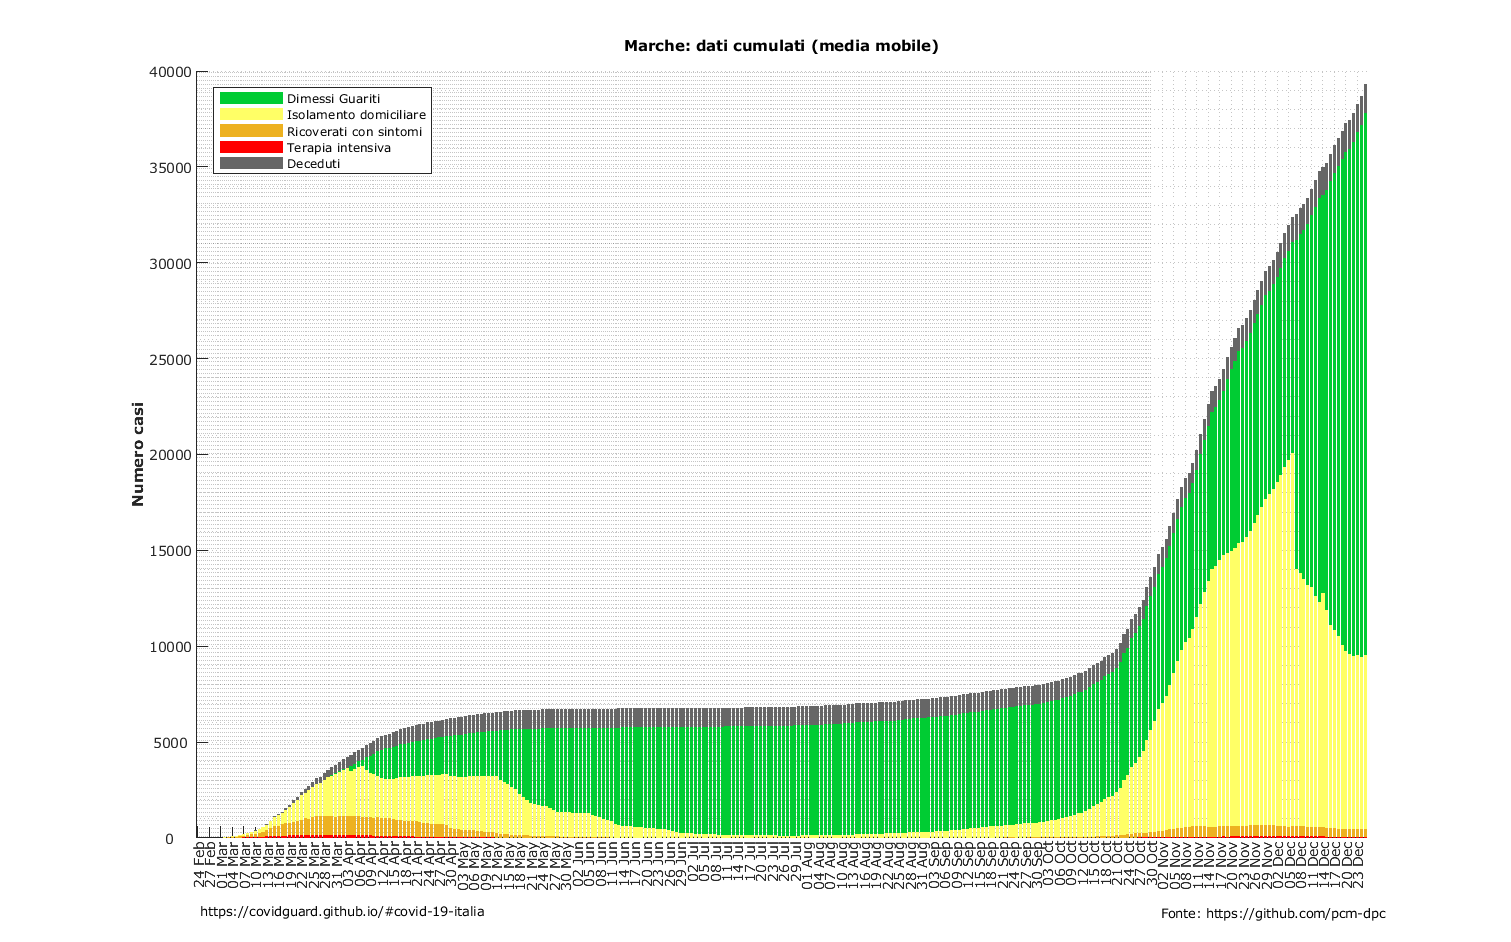 Marche: dati cumulati (media mobile)
40000
35000
30000
25000
20000
15000
10000
5000
0
Numero casi
Dimessi Guariti
Isolamento domiciliare
Ricoverati con sintomi
Terapia intensiva
Deceduti
24 Feb
27 Feb
01 Mar
04 Mar
07 Mar
10 Mar
13 Mar
16 Mar
19 Mar
22 Mar
25 Mar
28 Mar
31 Mar
03 Apr
06 Apr
09 Apr
12 Apr
15 Apr
18 Apr
21 Apr
24 Apr
27 Apr
30 Apr
03 May
06 May
09 May
12 May
15 May
18 May
21 May
24 May
27 May
30 May
02 Jun
05 Jun
08 Jun
11 Jun
14 Jun
17 Jun
20 Jun
23 Jun
26 Jun
29 Jun
02 Jul
05 Jul
08 Jul
11 Jul
14 Jul
17 Jul
20 Jul
23 Jul
26 Jul
29 Jul
01 Aug
04 Aug
07 Aug
10 Aug
13 Aug
16 Aug
19 Aug
22 Aug
25 Aug
28 Aug
31 Aug
03 Sep
06 Sep
09 Sep
12 Sep
15 Sep
18 Sep
21 Sep
24 Sep
27 Sep
30 Sep
03 Oct
06 Oct
09 Oct
12 Oct
15 Oct
18 Oct
21 Oct
24 Oct
27 Oct
30 Oct
02 Nov
05 Nov
08 Nov
11 Nov
14 Nov
17 Nov
20 Nov
23 Nov
26 Nov
29 Nov
02 Dec
05 Dec
08 Dec
11 Dec
14 Dec
17 Dec
20 Dec
23 Dec
https://covidguard.github.io/#covid-19-italia
Fonte: https://github.com/pcm-dpc